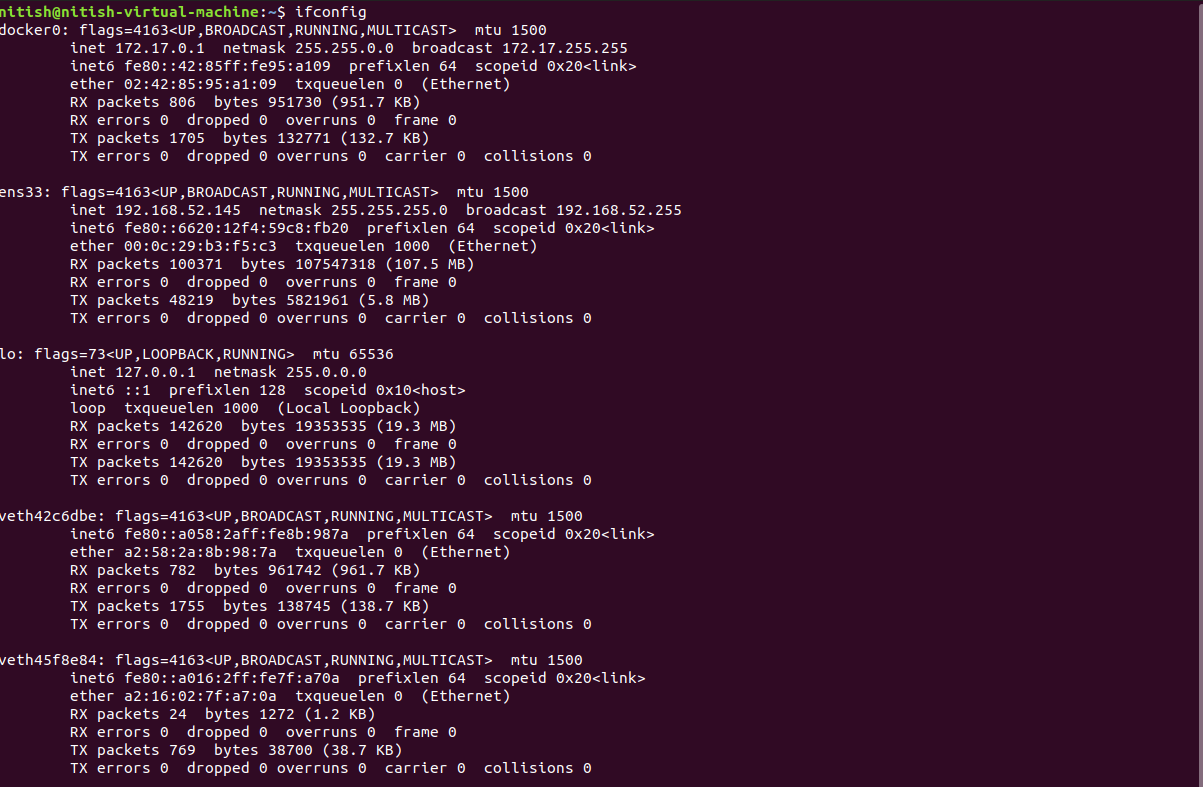 nitish@nitish-virtual-machine:~$ ifconfig
docker0: flags=4163<UP,BROADCAST,RUNNING,MULTICAST>  mtu 1500
        inet 172.17.0.1  netmask 255.255.0.0  broadcast 172.17.255.255
        inet6 fe80::42:85ff:fe95:a109  prefixlen 64  scopeid 0x20<link>
        ether 02:42:85:95:a1:09  txqueuelen 0  (Ethernet)
        RX packets 806  bytes 951730 (951.7 KB)
        RX errors 0  dropped 0  overruns 0  frame 0
        TX packets 1705  bytes 132771 (132.7 KB)
        TX errors 0  dropped 0 overruns 0  carrier 0  collisions 0

ens33: flags=4163<UP,BROADCAST,RUNNING,MULTICAST>  mtu 1500
        inet 192.168.52.145  netmask 255.255.255.0  broadcast 192.168.52.255
        inet6 fe80::6620:12f4:59c8:fb20  prefixlen 64  scopeid 0x20<link>
        ether 00:0c:29:b3:f5:c3  txqueuelen 1000  (Ethernet)
        RX packets 100371  bytes 107547318 (107.5 MB)
        RX errors 0  dropped 0  overruns 0  frame 0
        TX packets 48219  bytes 5821961 (5.8 MB)
        TX errors 0  dropped 0 overruns 0  carrier 0  collisions 0

lo: flags=73<UP,LOOPBACK,RUNNING>  mtu 65536
        inet 127.0.0.1  netmask 255.0.0.0
        inet6 ::1  prefixlen 128  scopeid 0x10<host>
        loop  txqueuelen 1000  (Local Loopback)
        RX packets 142620  bytes 19353535 (19.3 MB)
        RX errors 0  dropped 0  overruns 0  frame 0
        TX packets 142620  bytes 19353535 (19.3 MB)
        TX errors 0  dropped 0 overruns 0  carrier 0  collisions 0

veth42c6dbe: flags=4163<UP,BROADCAST,RUNNING,MULTICAST>  mtu 1500
        inet6 fe80::a058:2aff:fe8b:987a  prefixlen 64  scopeid 0x20<link>
        ether a2:58:2a:8b:98:7a  txqueuelen 0  (Ethernet)
        RX packets 782  bytes 961742 (961.7 KB)
        RX errors 0  dropped 0  overruns 0  frame 0
        TX packets 1755  bytes 138745 (138.7 KB)
        TX errors 0  dropped 0 overruns 0  carrier 0  collisions 0

veth45f8e84: flags=4163<UP,BROADCAST,RUNNING,MULTICAST>  mtu 1500
        inet6 fe80::a016:2ff:fe7f:a70a  prefixlen 64  scopeid 0x20<link>
        ether a2:16:02:7f:a7:0a  txqueuelen 0  (Ethernet)
        RX packets 24  bytes 1272 (1.2 KB)
        RX errors 0  dropped 0  overruns 0  frame 0
        TX packets 769  bytes 38700 (38.7 KB)
        TX errors 0  dropped 0 overruns 0  carrier 0  collisions 0